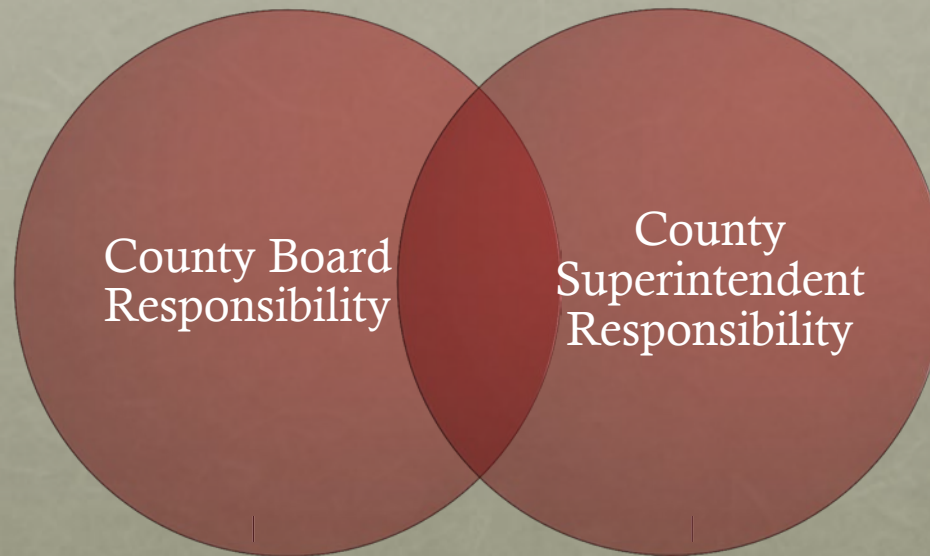 County Board
Responsibility
County
Superintendent
Responsibility